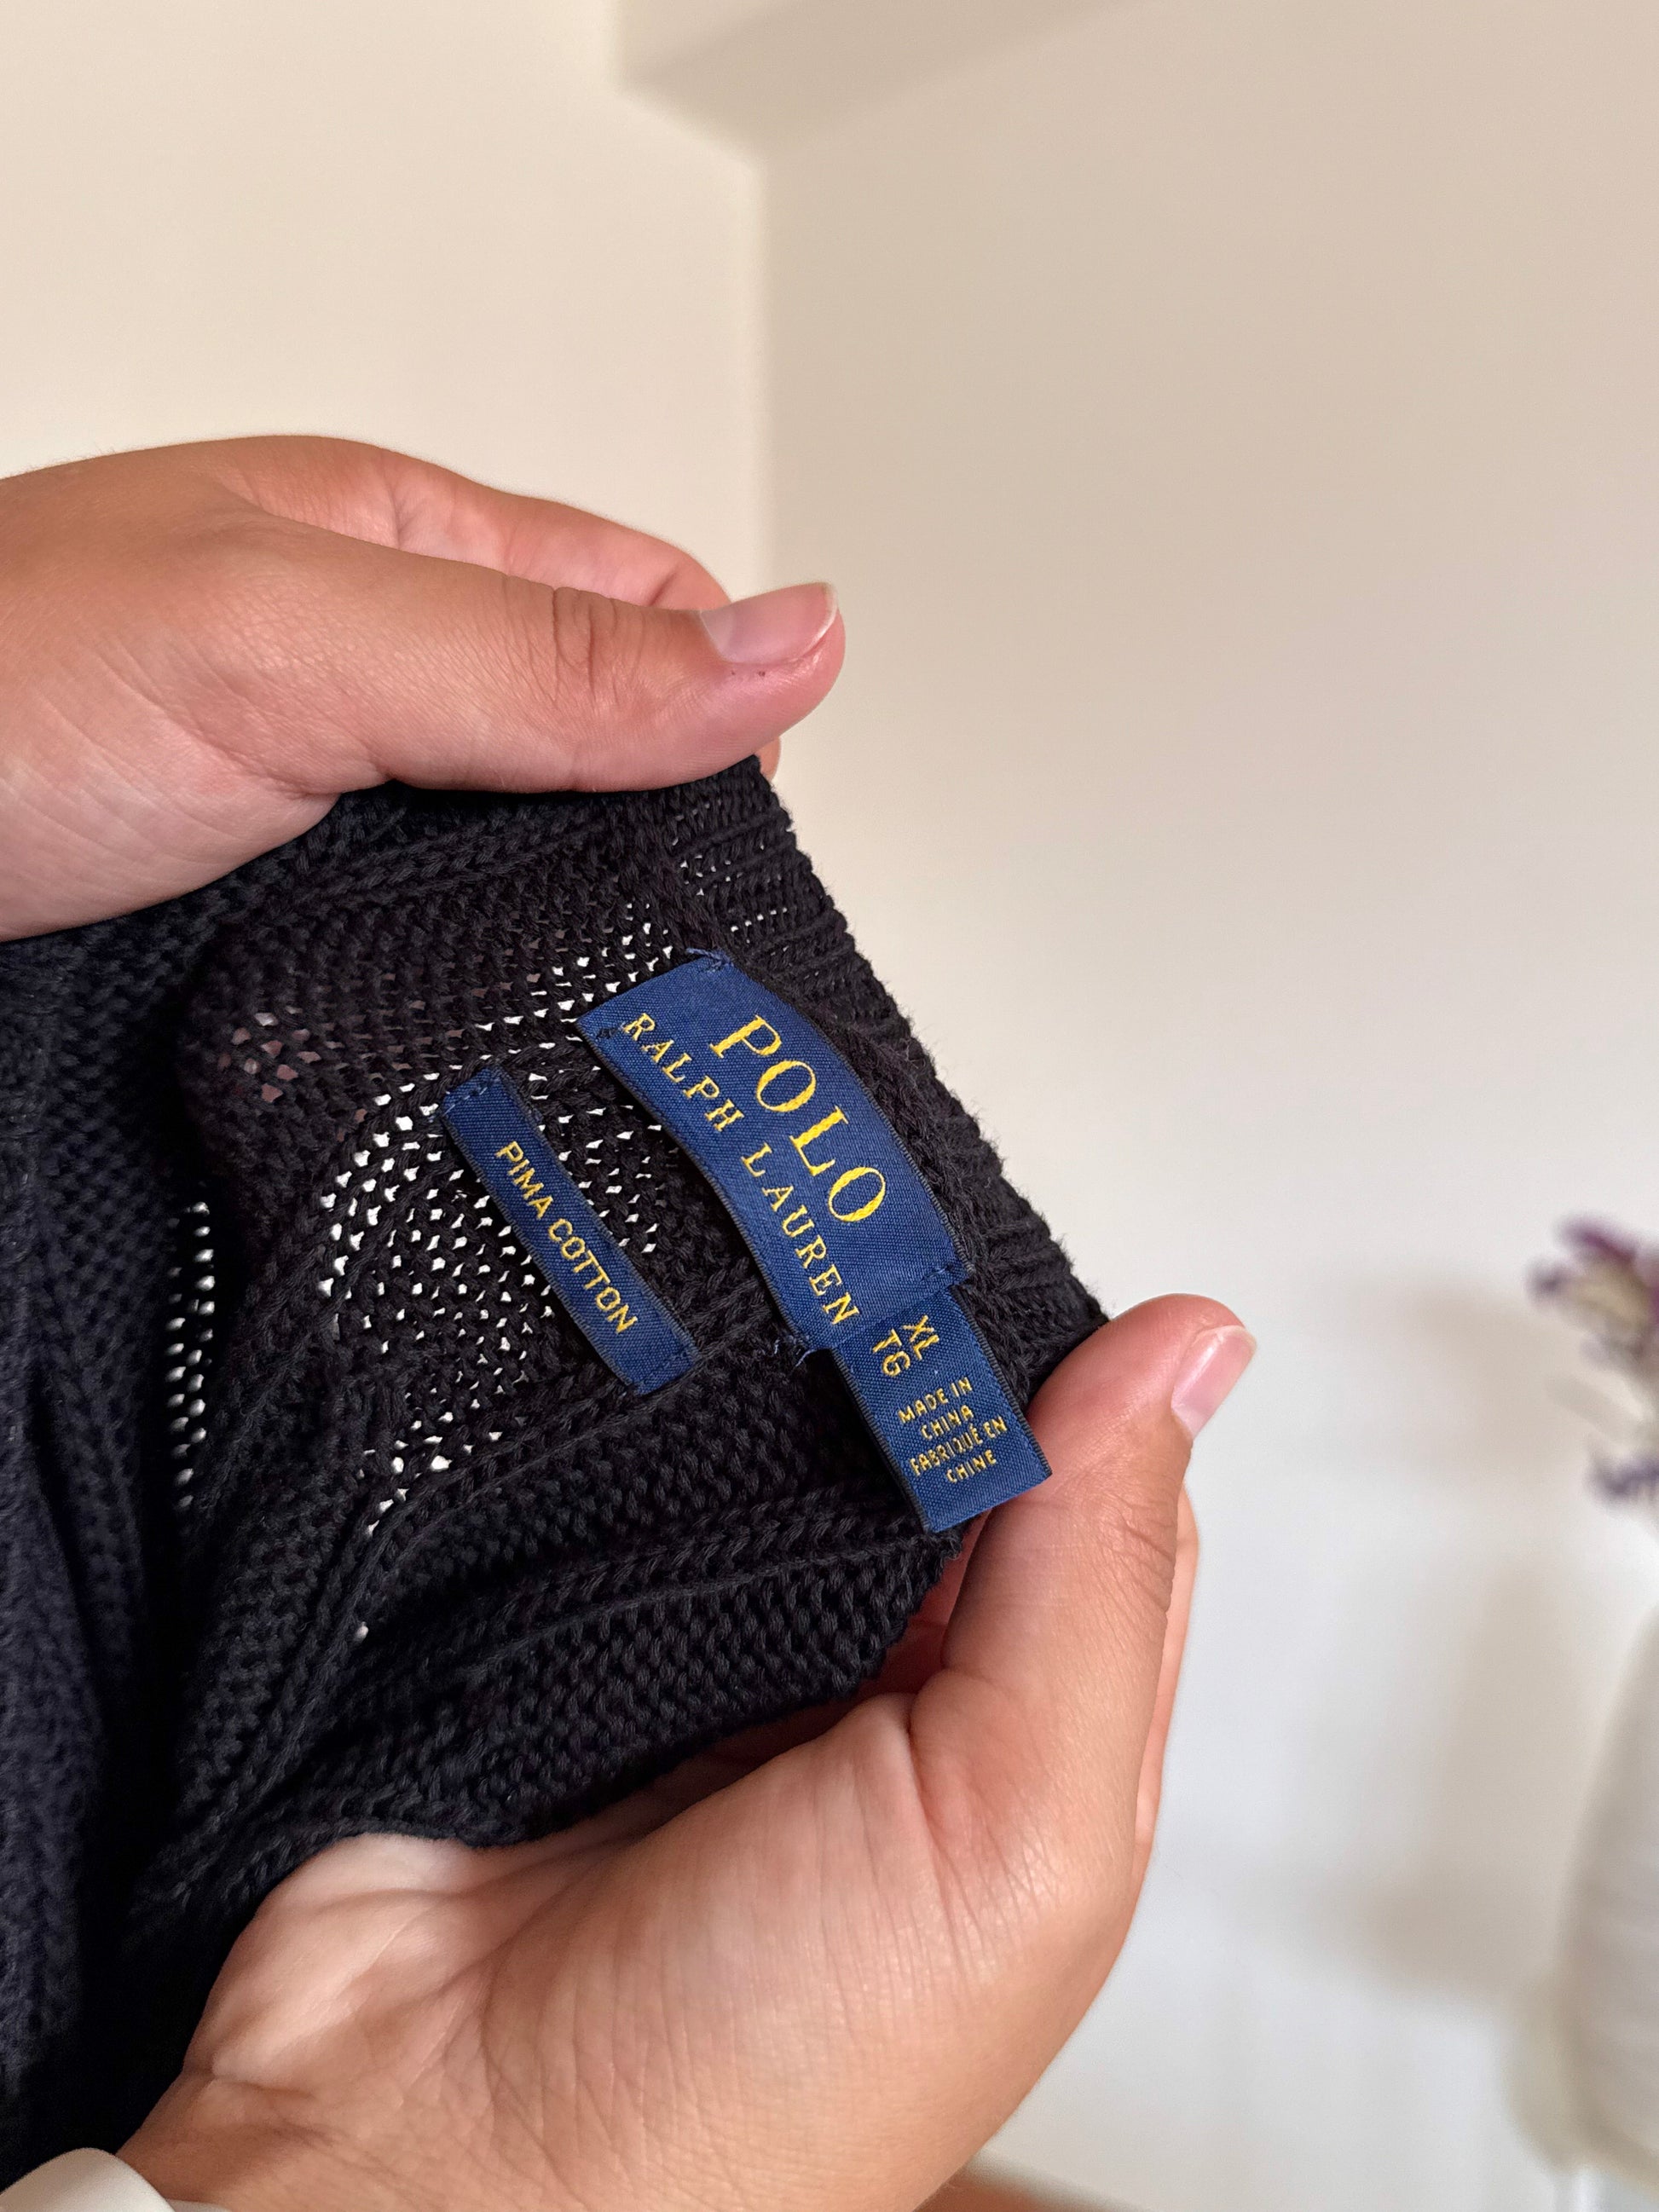 POLO
RALPH LAUREN
PIMA COTTON
XL
TG
MADE IN
CHINA
FABRIQUÉ EN
CHINE